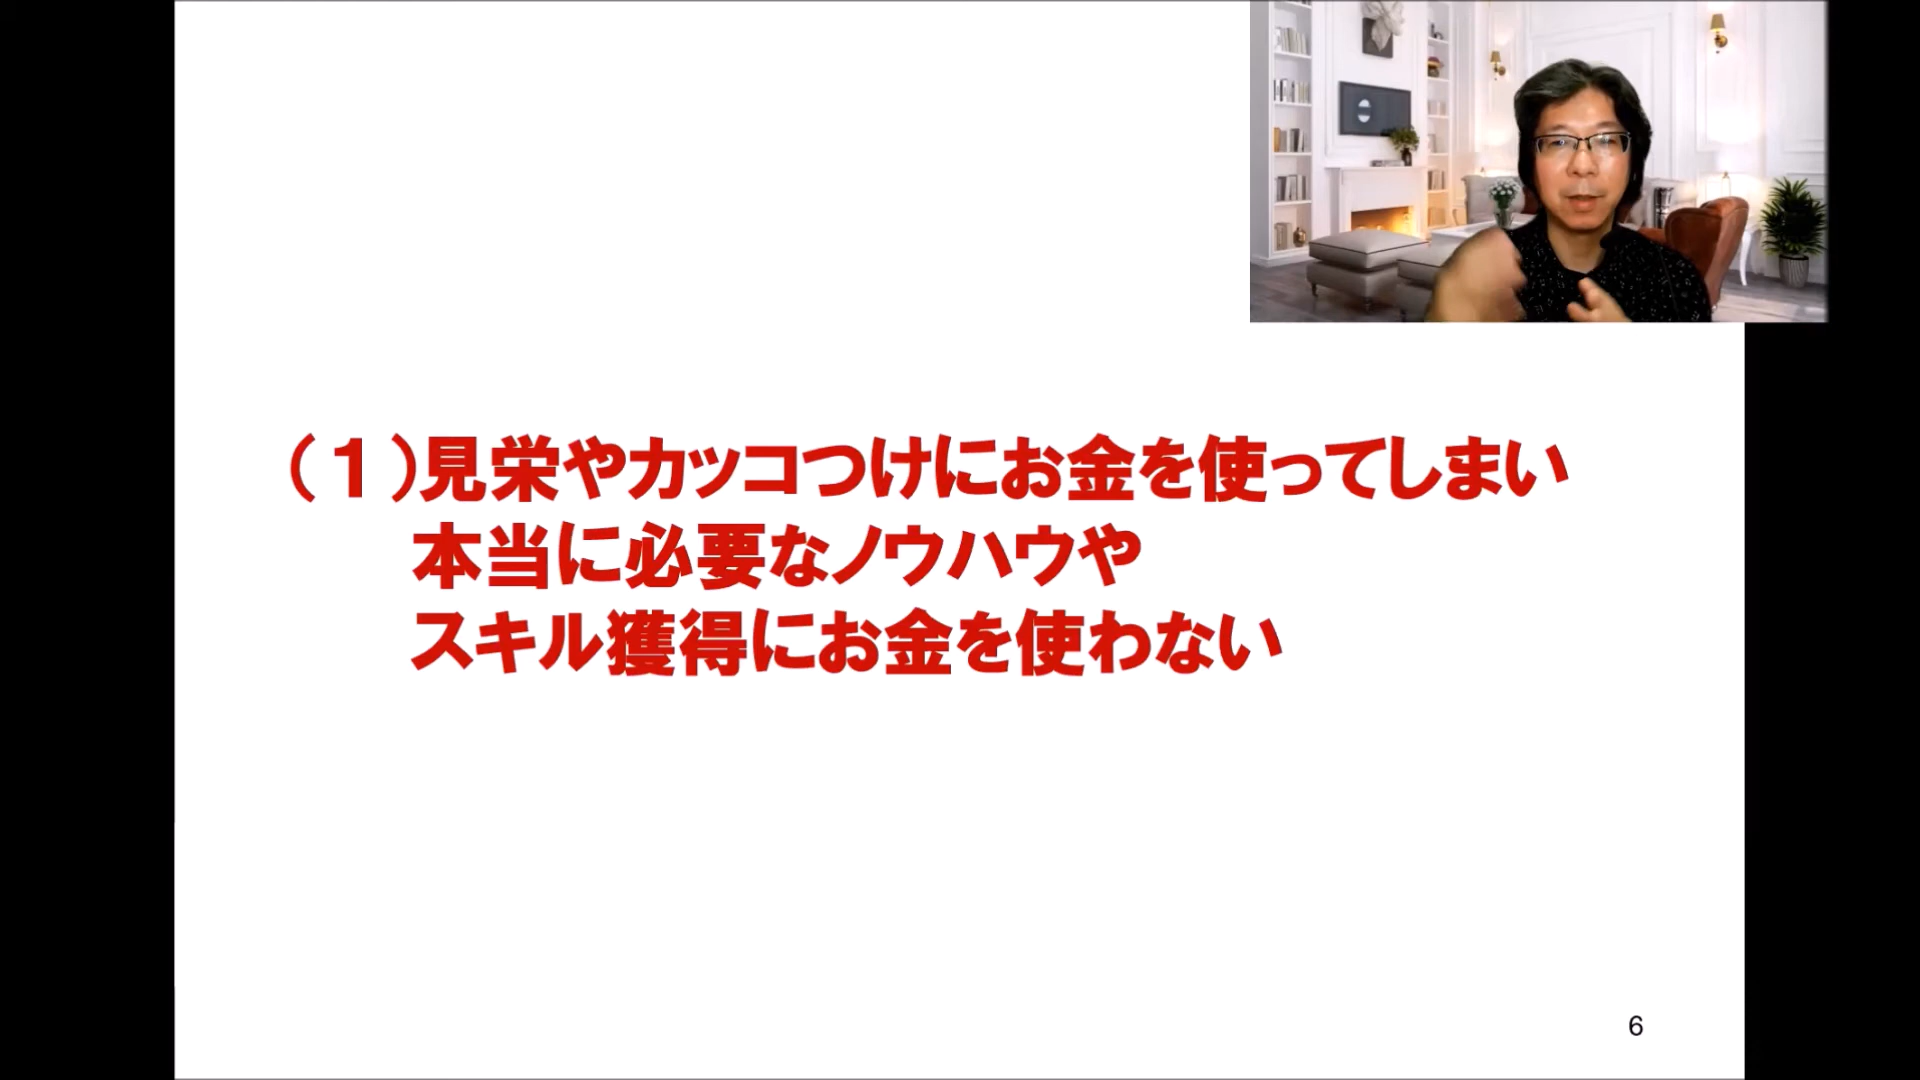 （１）見栄やカッコつけにお金を使ってしまい
本当に必要なノウハウや
スキル獲得にお金を使わない
6